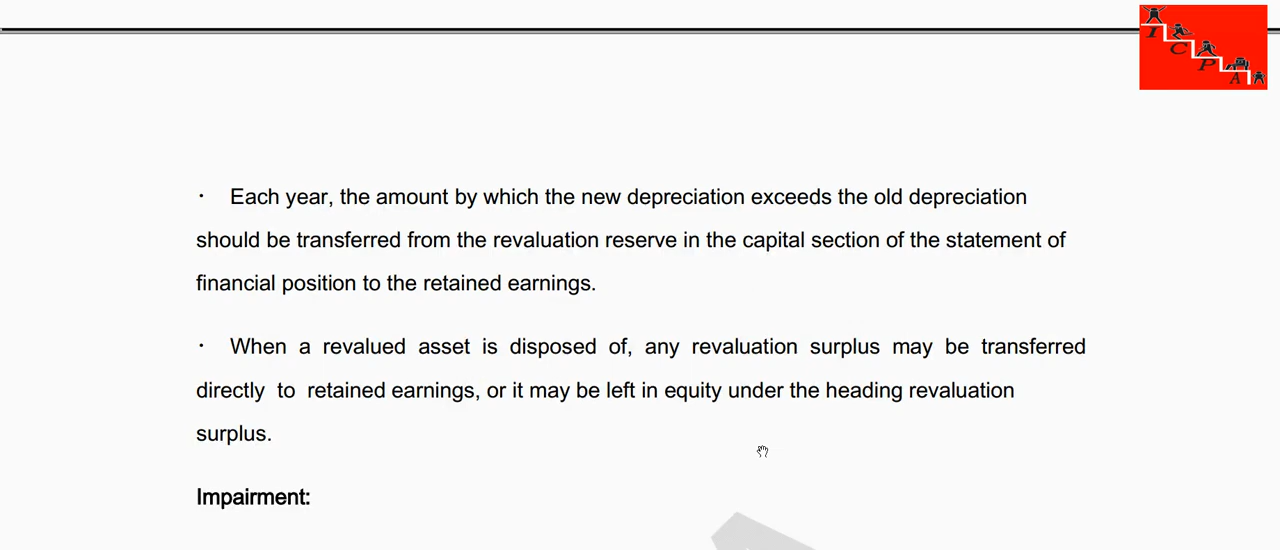 I
C
P
A
· Each year, the amount by which the new depreciation exceeds the old depreciation
should be transferred from the revaluation reserve in the capital section of the statement of
financial position to the retained earnings.
· When a revalued asset is disposed of, any revaluation surplus may be transferred
directly to retained earnings, or it may be left in equity under the heading revaluation
surplus.
Impairment: